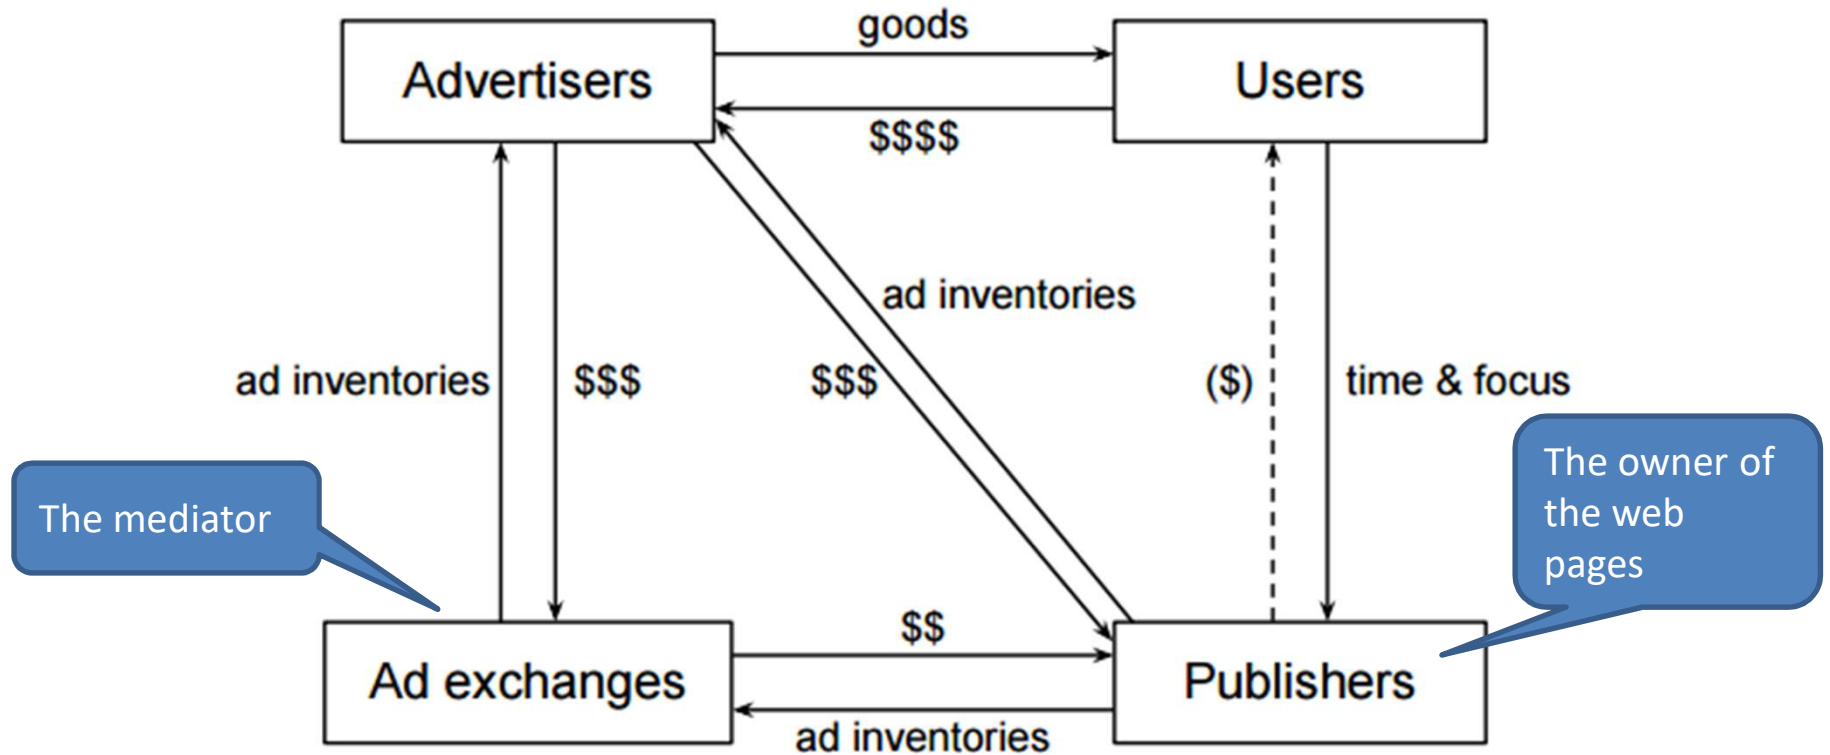 goods
Advertisers
Users
$$$$
ad inventories
ad inventories
$$$
$$$
($)
time & focus
The mediator
The owner of
the web
pages
$$
Ad exchanges
Publishers
ad inventories